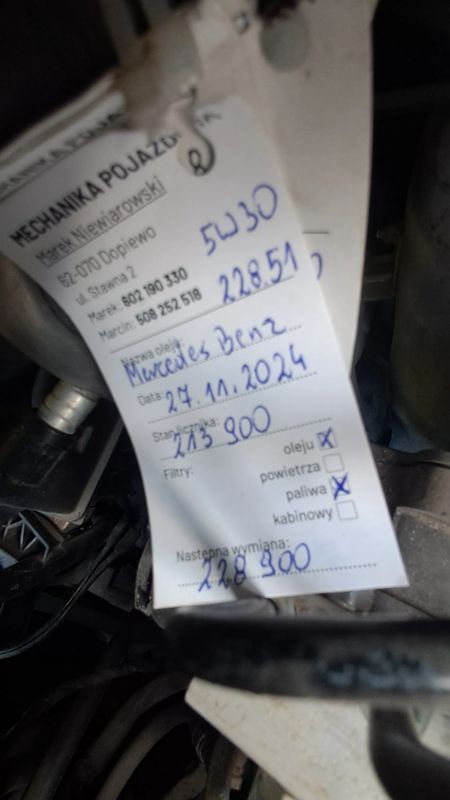 MECHANIKA POJAZDOWA
Marek Niewiarowski
62-070 Dopiewo
ul. Stawna 2
Marek: 602 190 330
Marcin: 508 252 518
5W30
228.51
Nazwa oleju:
Mercedes Benz
Data: 27.11.2024
Stan licznika:
213 900
Filtry: oleju X
powietrza
paliwa X
kabinowy
Następna wymiana:
228 900